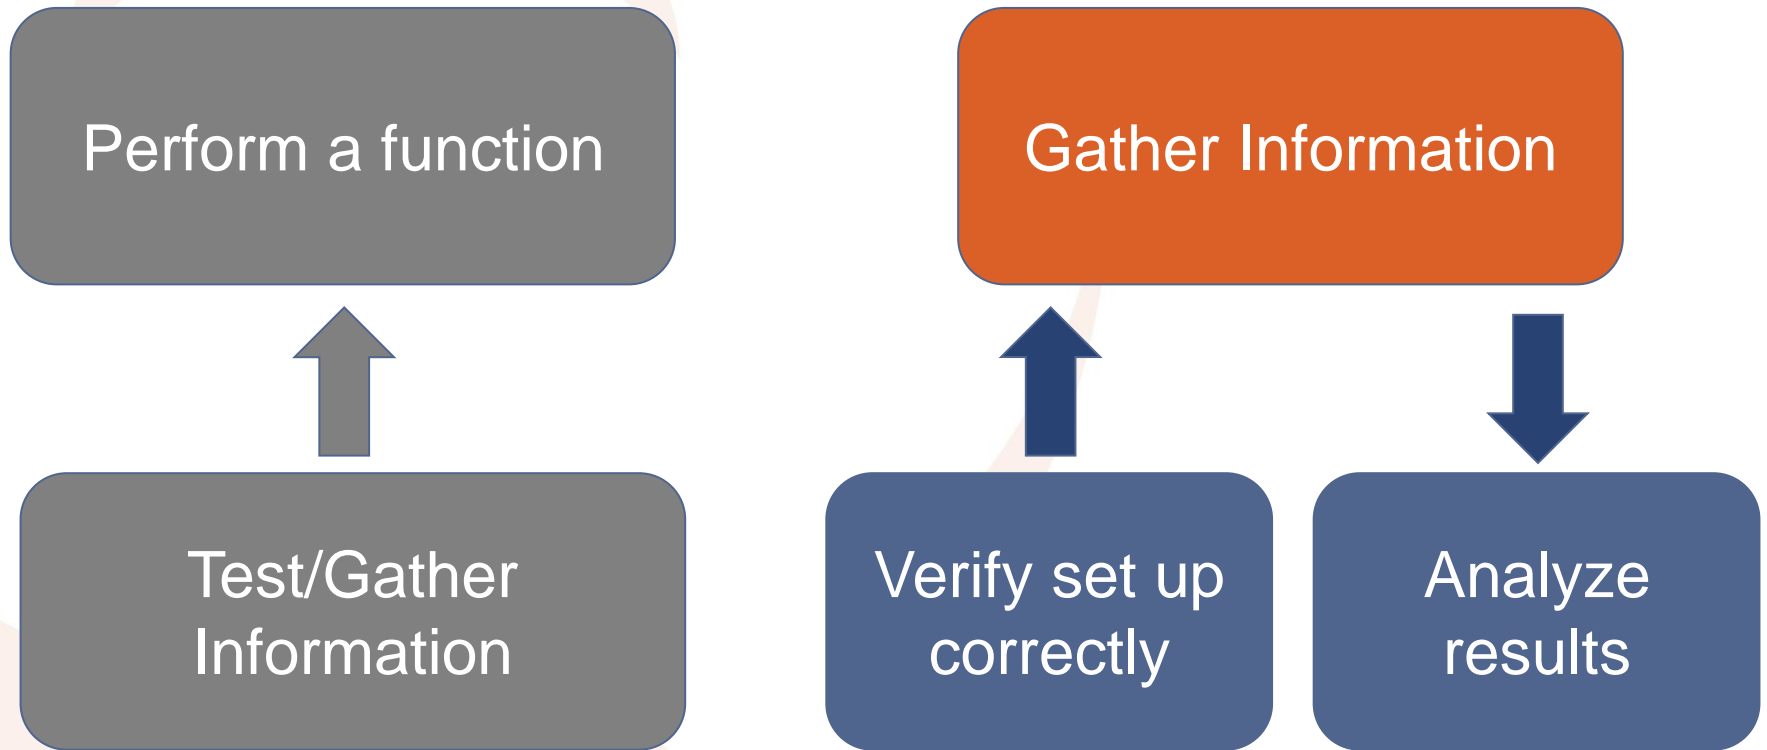 Perform a function
Gather Information
Test/Gather
Information
Verify set up
correctly
Analyze
results